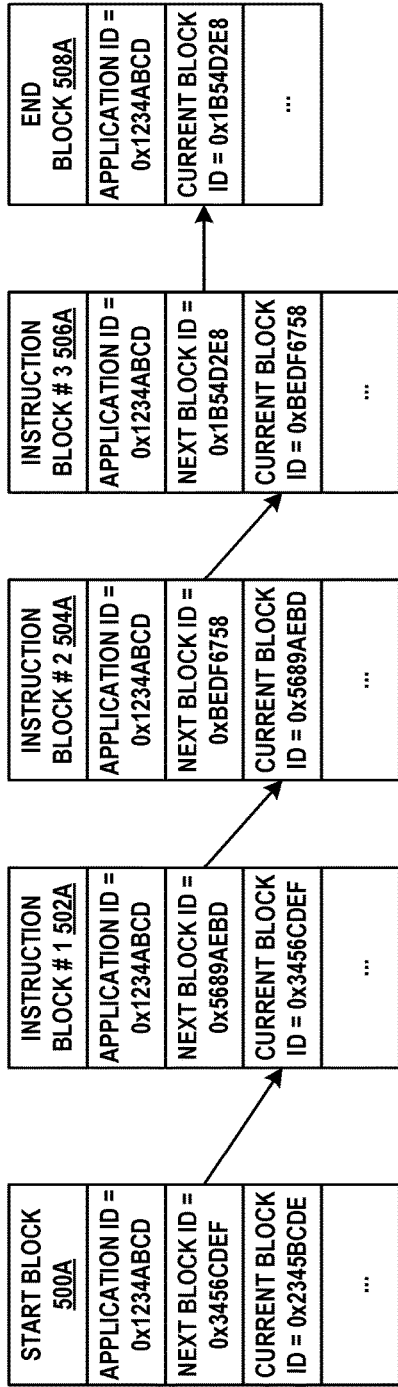 START BLOCK
500A
APPLICATION ID =
0x1234ABCD
NEXT BLOCK ID =
0x3456CDEF
CURRENT BLOCK
ID = 0x2345BCDE
...
INSTRUCTION
BLOCK # 1 502A
APPLICATION ID =
0x1234ABCD
NEXT BLOCK ID =
0x5689AEBD
CURRENT BLOCK
ID = 0x3456CDEF
...
INSTRUCTION
BLOCK # 2 504A
APPLICATION ID =
0x1234ABCD
NEXT BLOCK ID =
0xBEDF6758
CURRENT BLOCK
ID = 0x5689AEBD
...
INSTRUCTION
BLOCK # 3 506A
APPLICATION ID =
0x1234ABCD
NEXT BLOCK ID =
0x1B54D2E8
CURRENT BLOCK
ID = 0xBEDF6758
...
END
BLOCK 508A
APPLICATION ID =
0x1234ABCD
CURRENT BLOCK
ID = 0x1B54D2E8
...